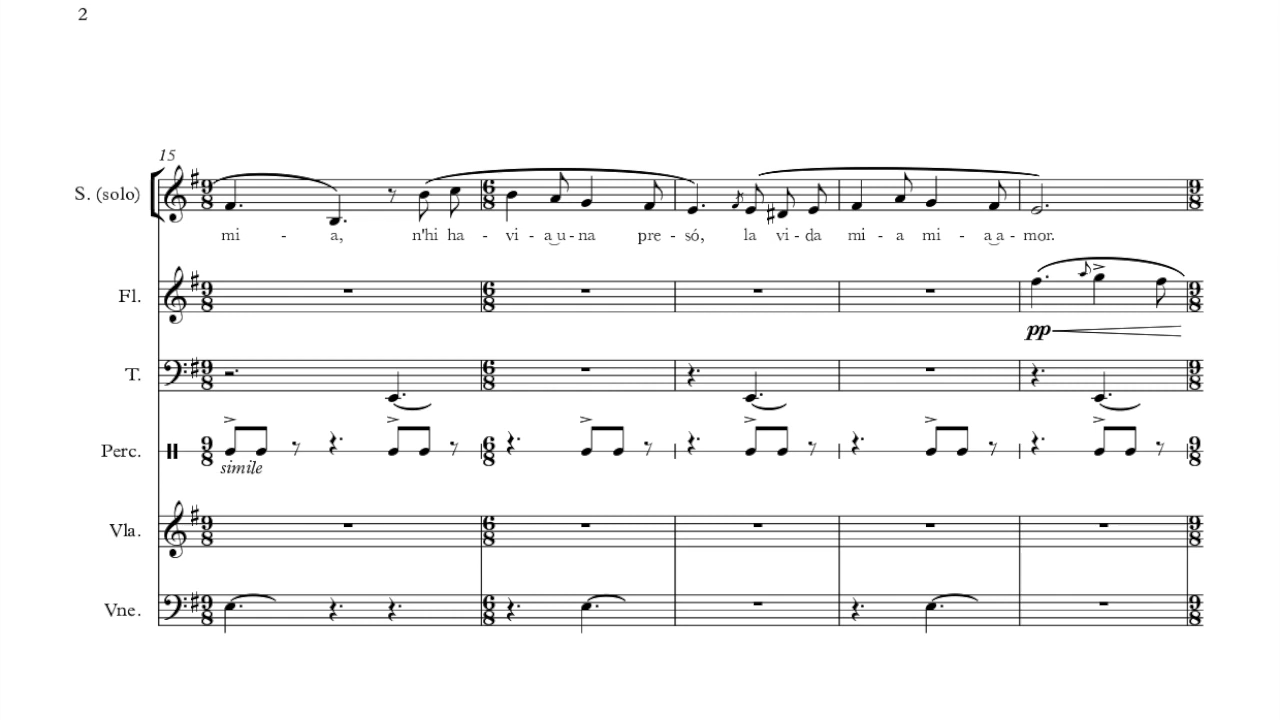 2
15
S. (solo)
mi - a, n'hi ha - vi - a‿u - na pre - só, la vi - da mi - a mi - a‿a - mor.
Fl.
pp
T.
Perc.
simile
Vla.
Vne.